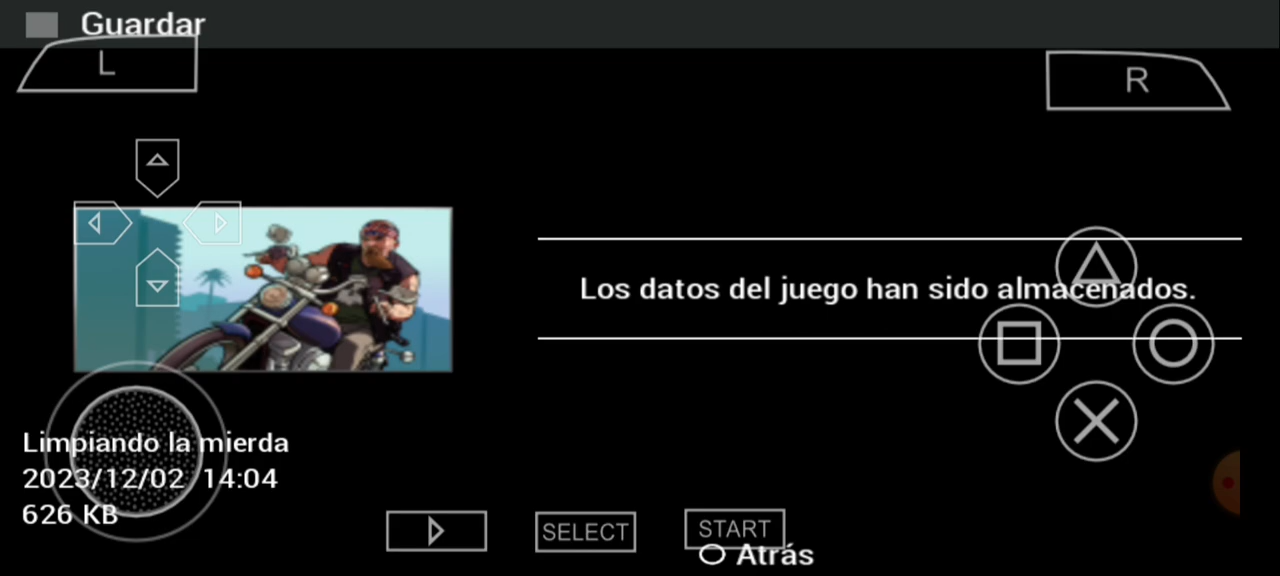 Guardar
L
R
Los datos del juego han sido almacenados.
Limpiando la mierda
2023/12/02 14:04
626 KB
SELECT
START
Atrás